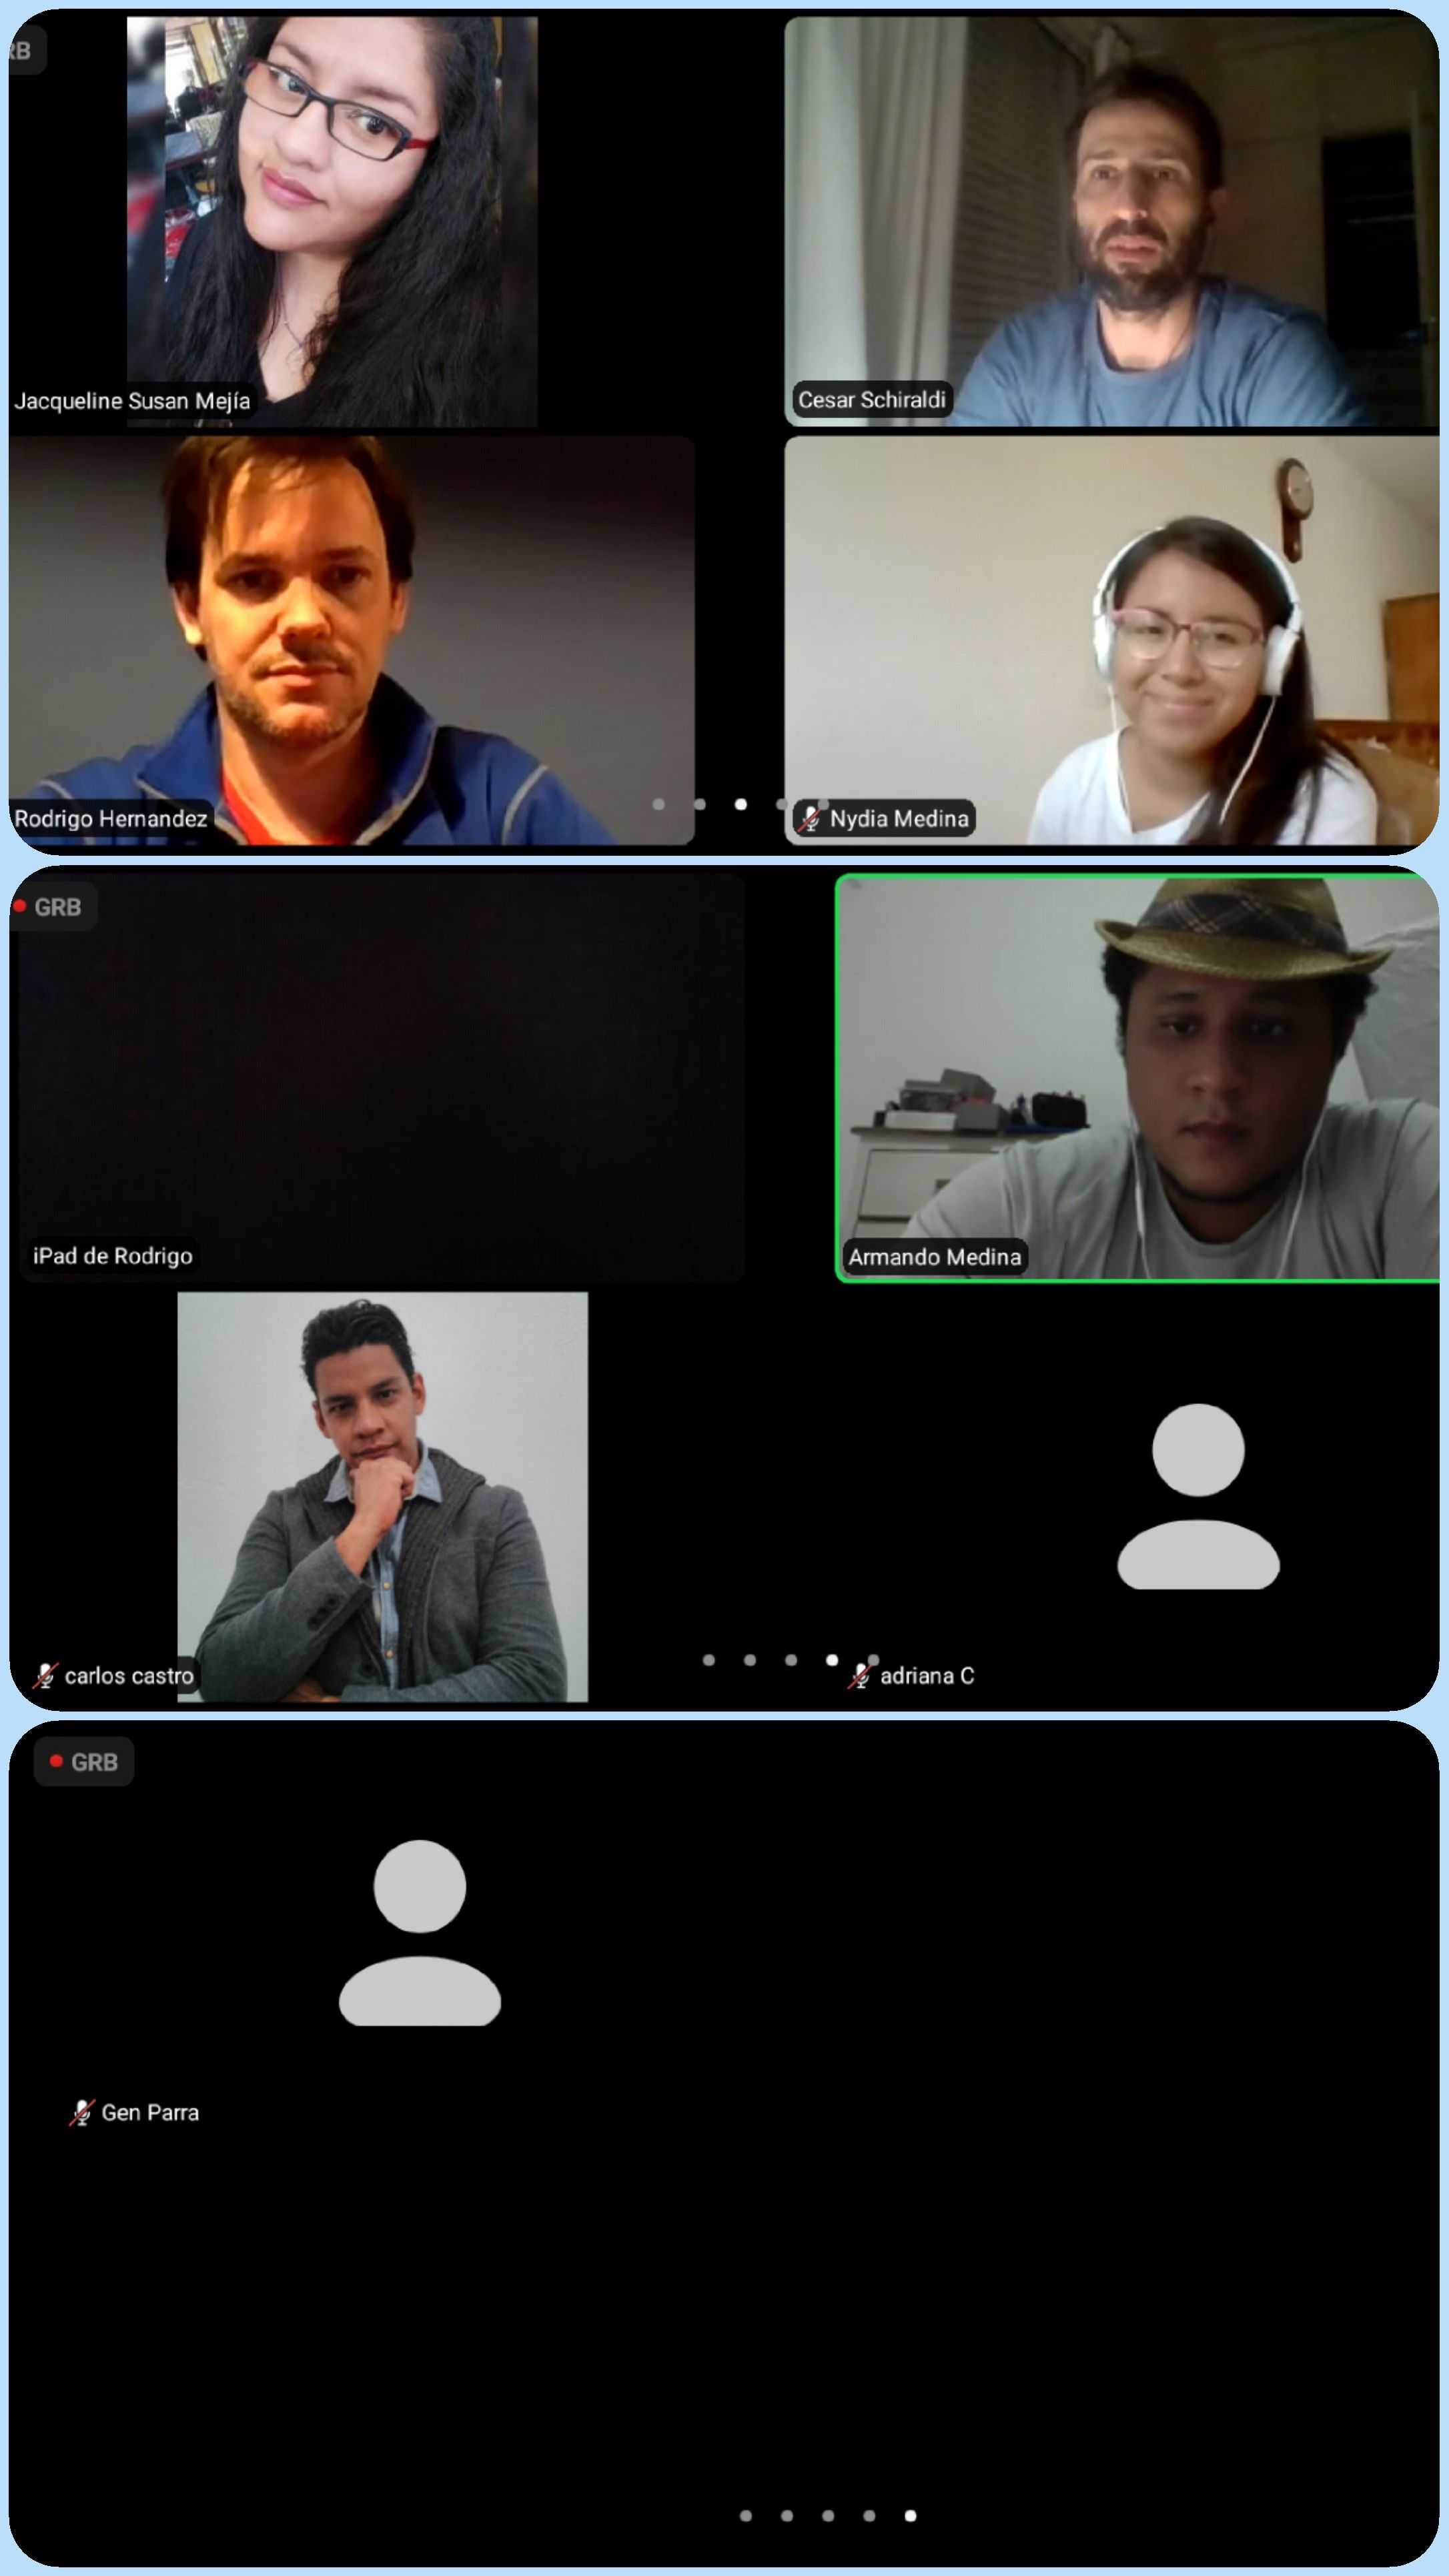 RB
Jacqueline Susan Mejía
Cesar Schiraldi
Rodrigo Hernandez
Nydia Medina
GRB
iPad de Rodrigo
Armando Medina
carlos castro
adriana C
GRB
Gen Parra